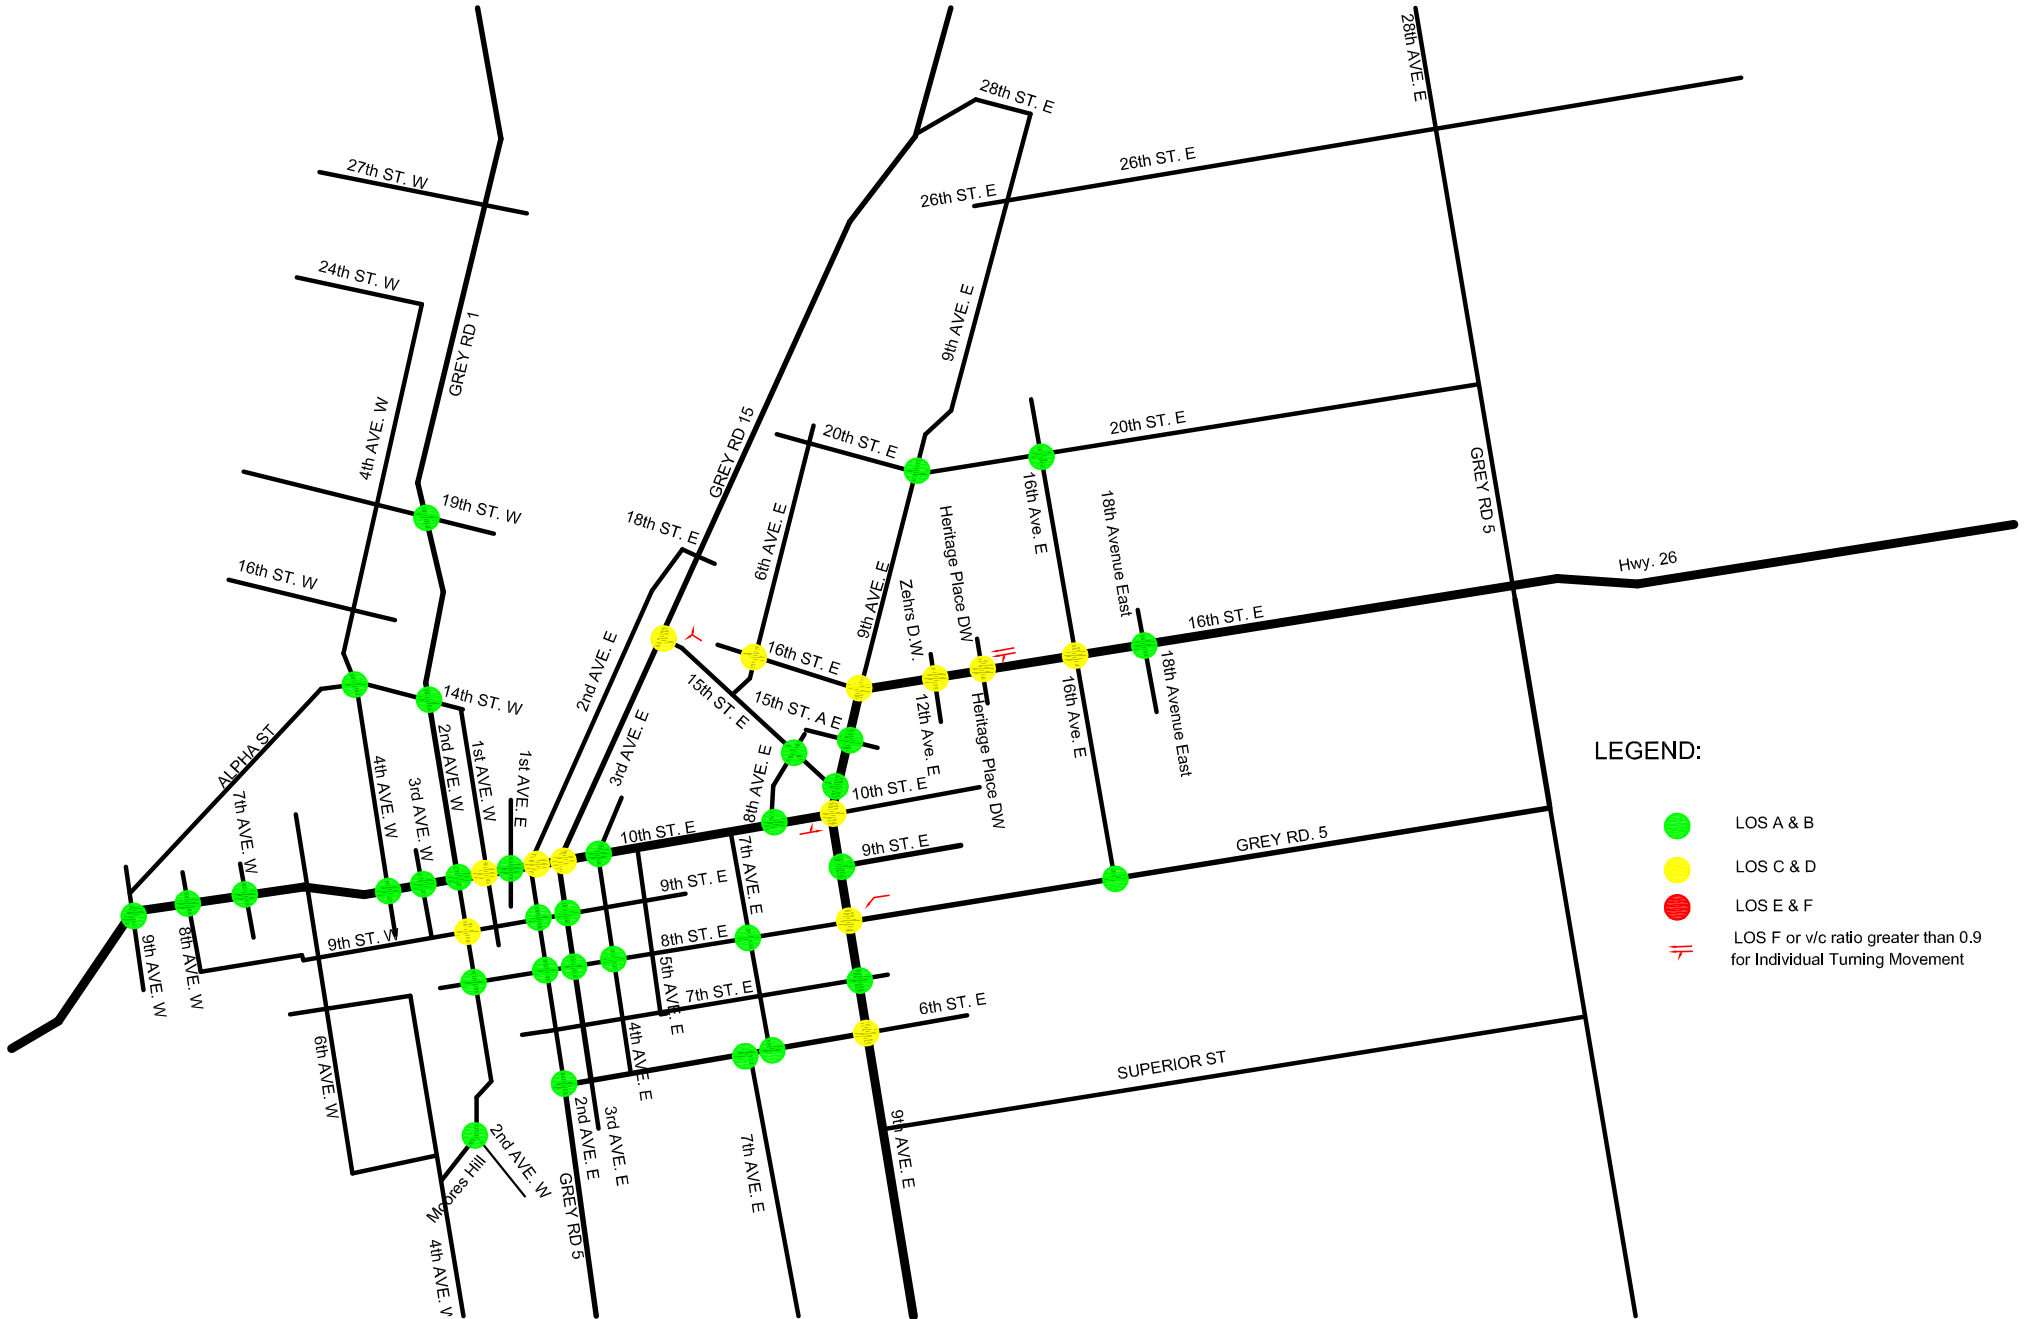 28th AVE. E
28th ST. E
27th ST. W
26th ST. E
26th ST. E
24th ST. W
GREY RD 1
9th AVE. E
4th AVE. W
GREY RD 15
20th ST. E
20th ST. E
GREY RD 5
19th ST. W
18th ST. E
6th AVE. E
16th Ave. E
18th Avenue East
Heritage Place DW
Zehrs D.W.
9th AVE. E
Hwy. 26
16th ST. W
16th ST. E
16th ST. E
2nd AVE. E
15th ST. E
15th ST. A E
14th ST. W
12th Ave. E
Heritage Place DW
16th Ave. E
18th Avenue East
ALPHA ST
4th AVE. W
3rd AVE. W
2nd AVE. W
1st AVE. W
1st AVE. E
3rd AVE. E
8th AVE. E
10th ST. E
10th ST. E
7th AVE. W
7th AVE. E
9th ST. E
9th ST. E
GREY RD. 5
LEGEND:
LOS A & B
LOS C & D
LOS E & F
LOS F or v/c ratio greater than 0.9
for Individual Turning Movement
9th AVE. W
8th AVE. W
9th ST. W
8th ST. E
5th AVE. E
7th ST. E
6th ST. E
6th AVE. W
4th AVE. E
SUPERIOR ST
2nd AVE. E
3rd AVE. E
7th AVE. E
9th AVE. E
2nd AVE. W
Moores Hill
GREY RD 5
4th AVE. W